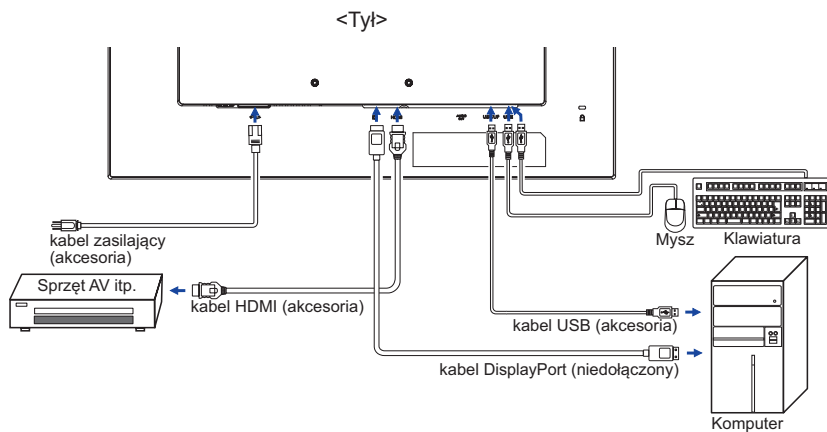 <Tył>
kabel zasilający
(akcesoria)
Mysz
Klawiatura
Sprzęt AV itp.
kabel HDMI (akcesoria)
kabel USB (akcesoria)
kabel DisplayPort (niedołączony)
Komputer